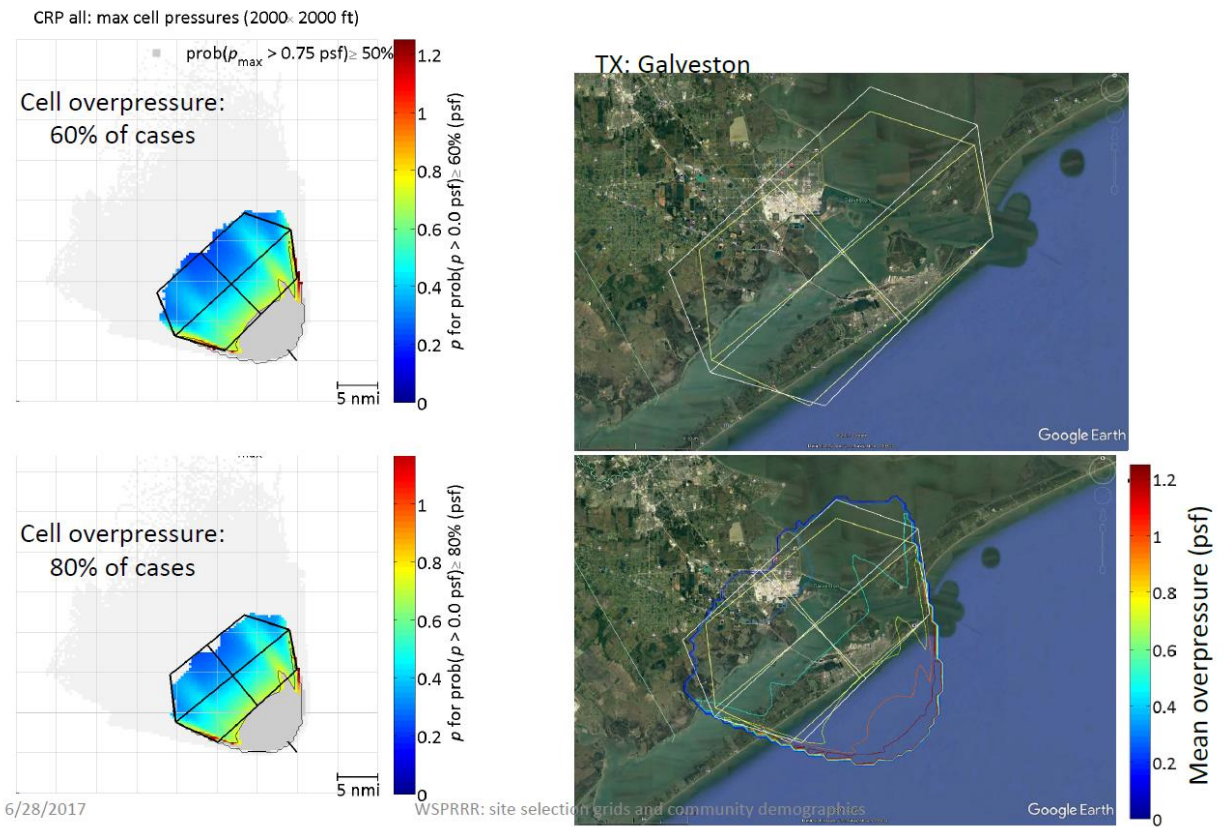 CRP all: max cell pressures (2000× 2000 ft)
prob(pmax > 0.75 psf)≥ 50%
Cell overpressure:
60% of cases
1.2
1
0.8
0.6
0.4
0.2
0
p for prob(p > 0.0 psf)≥ 60% (psf)
5 nmi
TX: Galveston
Google Earth
max
Cell overpressure:
80% of cases
1
0.8
0.6
0.4
0.2
0
p for prob(p > 0.0 psf)≥ 80% (psf)
5 nmi
Google Earth
1.2
1
0.8
0.6
0.4
0.2
0
Mean overpressure (psf)
6/28/2017
WSPRRR: site selection grids and community demographics